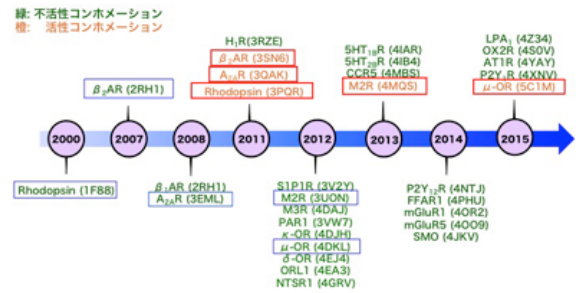 緑: 不活性コンホメーション
橙: 活性コンホメーション
H₁R(3RZE)
β₂AR (3SN6)
A₂AR (3QAK)
Rhodopsin (3PQR)
β₂AR (2RH1)
5HT₁BR (4IAR)
5HT₂BR (4IB4)
CCR5 (4MBS)
M2R (4MQS)
LPA₁ (4Z34)
OX2R (4S0V)
AT1R (4YAY)
P2Y₁R (4XNV)
μ-OR (5C1M)
2000
2007
2008
2011
2012
2013
2014
2015
Rhodopsin (1F88)
β₁AR (2RH1)
A₂AR (3EML)
S1P1R (3V2Y)
M2R (3UON)
M3R (4DAJ)
PAR1 (3VW7)
κ-OR (4DJH)
μ-OR (4DKL)
δ-OR (4EJ4)
ORL1 (4EA3)
NTSR1 (4GRV)
P2Y₁₂R (4NTJ)
FFAR1 (4PHU)
mGluR1 (4OR2)
mGluR5 (4OO9)
SMO (4JKV)